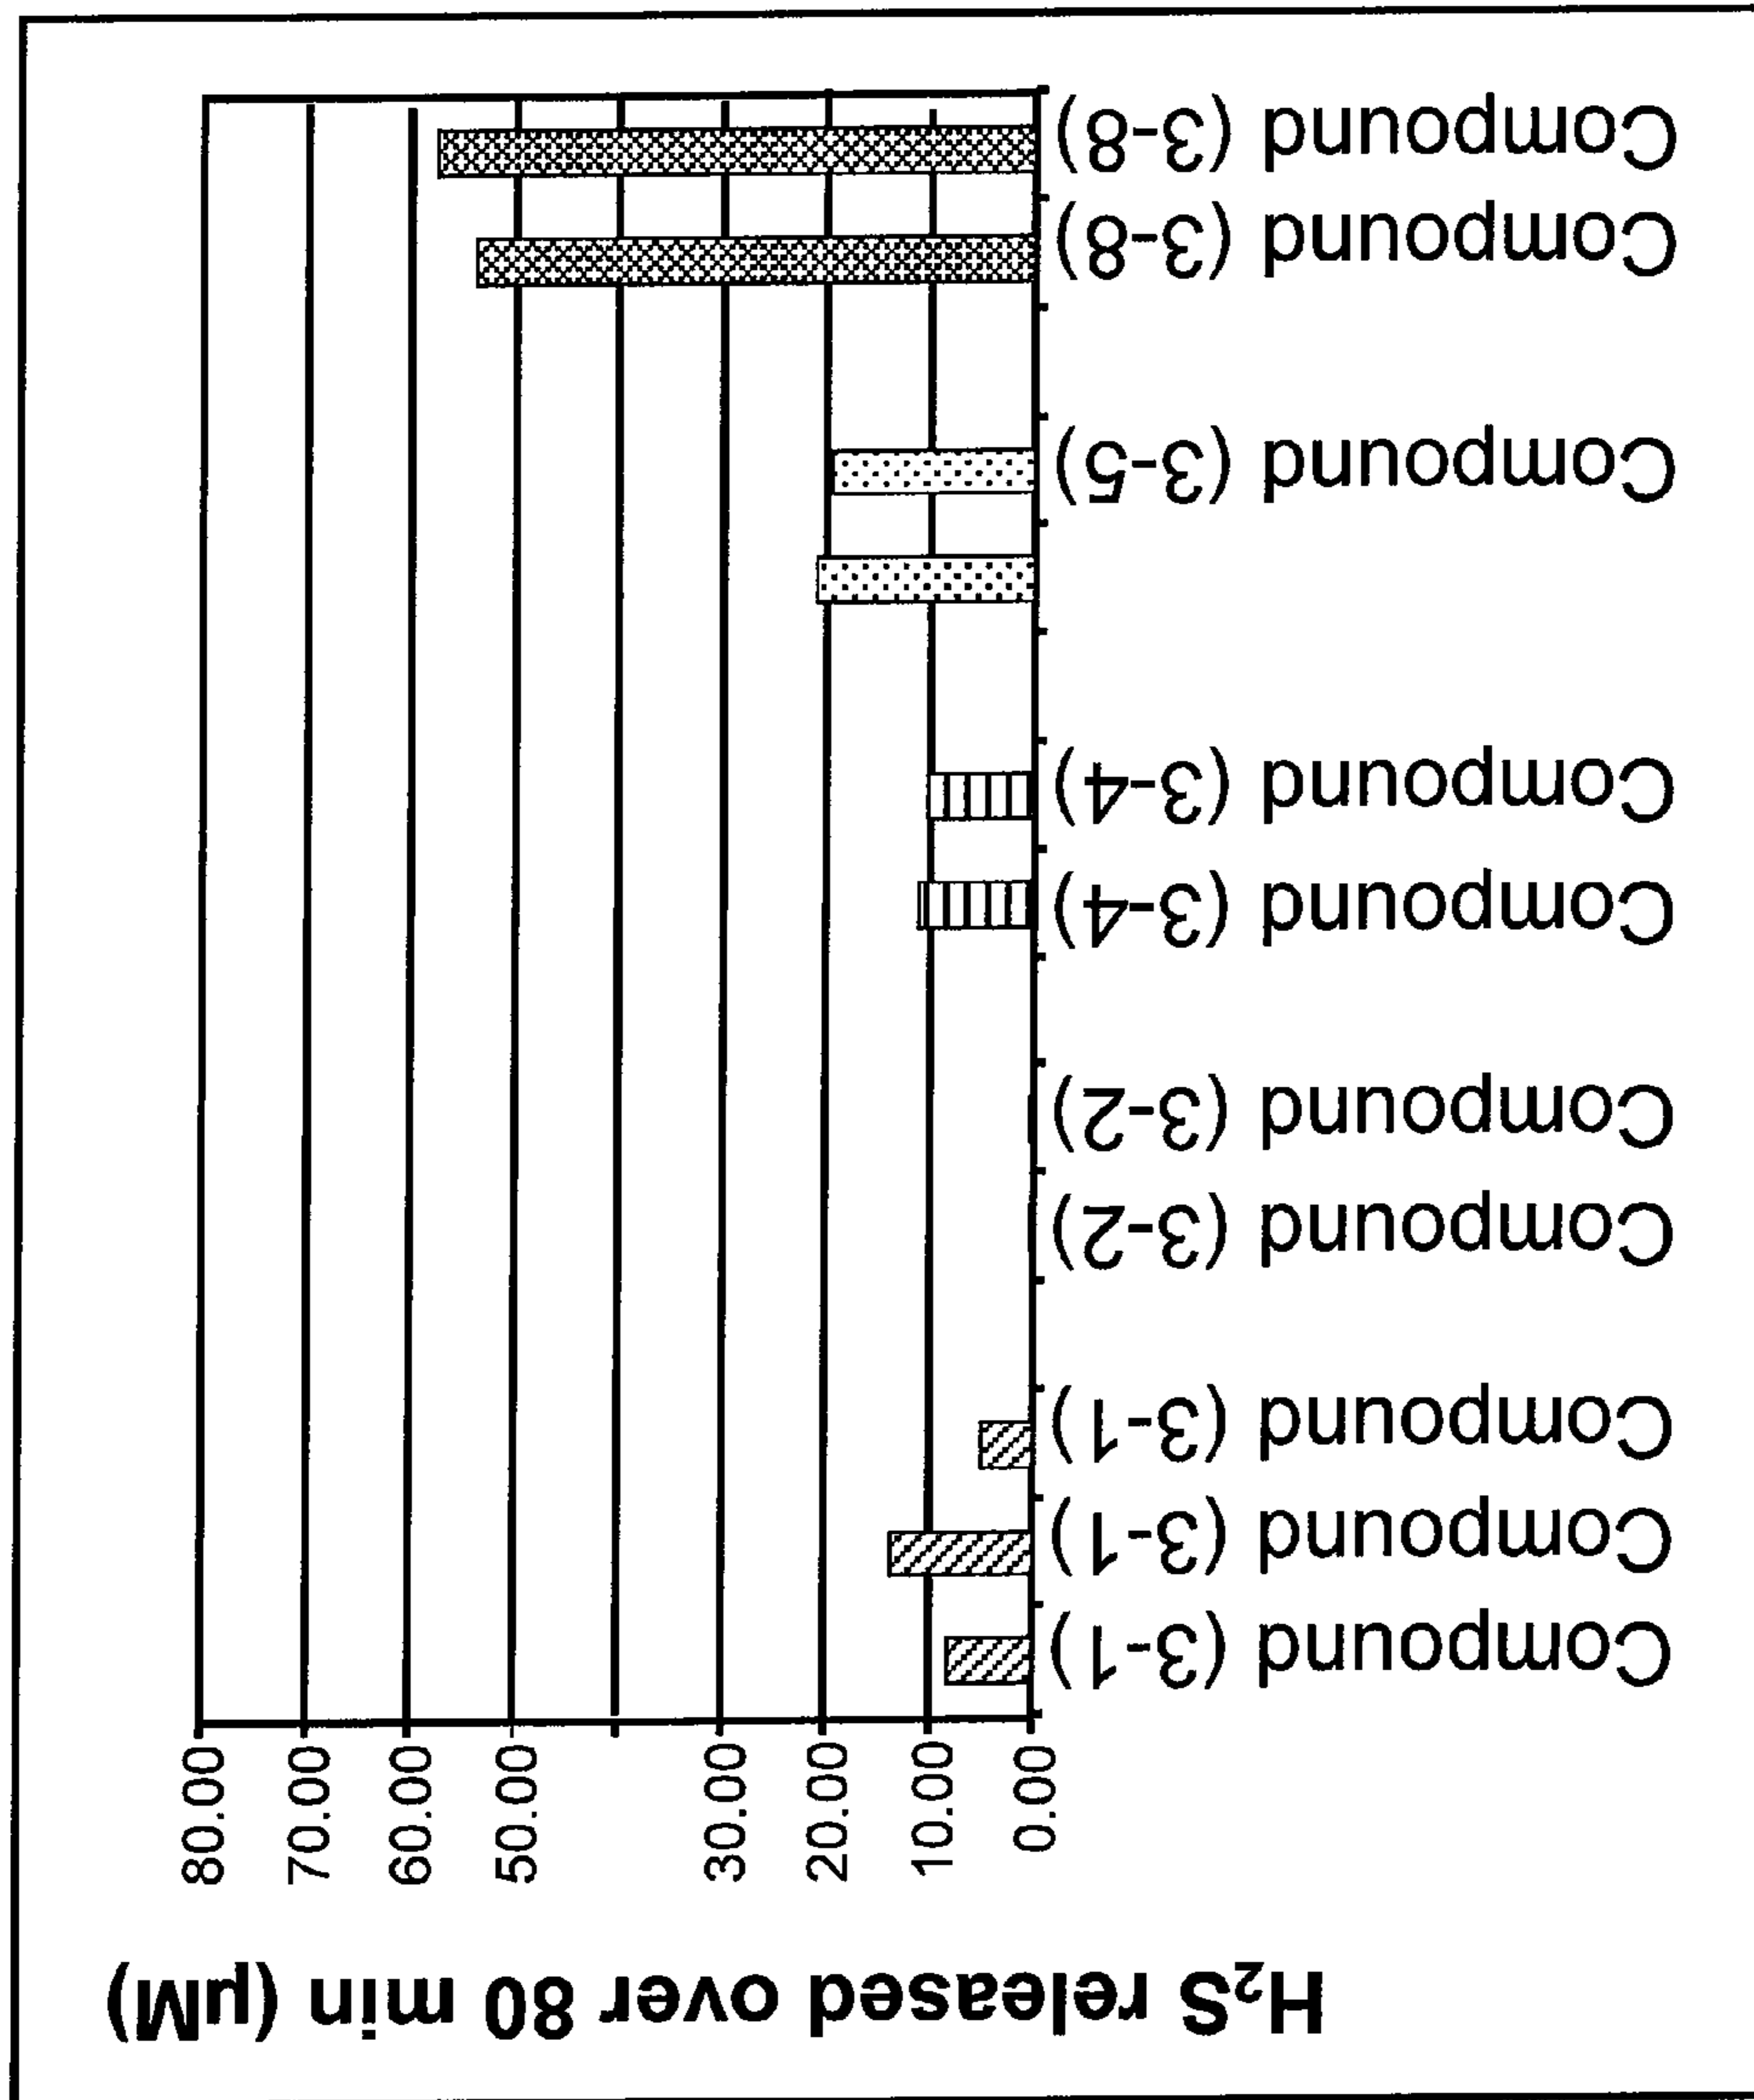 H₂S released over 80 min (µM)
80.00
70.00
60.00
50.00
30.00
20.00
10.00
0.00
Compound (3-1)
Compound (3-1)
Compound (3-1)
Compound (3-2)
Compound (3-2)
Compound (3-4)
Compound (3-4)
Compound (3-5)
Compound (3-8)
Compound (3-8)